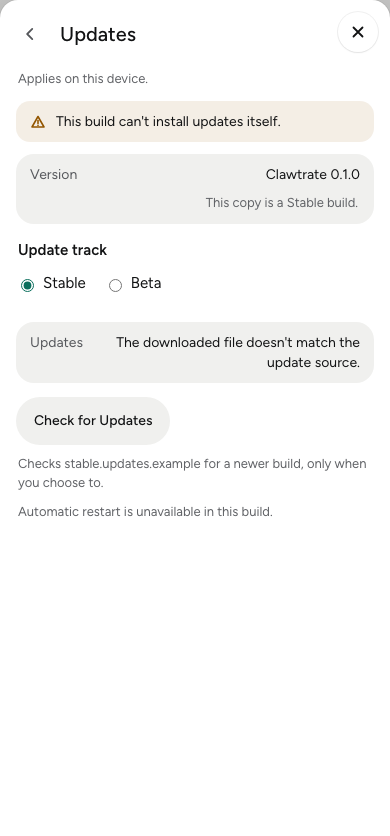 Updates
Applies on this device.
This build can't install updates itself.
Version
Clawtrate 0.1.0
This copy is a Stable build.
Update track
Stable
Beta
Updates
The downloaded file doesn't match the
update source.
Check for Updates
Checks stable.updates.example for a newer build, only when
you choose to.
Automatic restart is unavailable in this build.